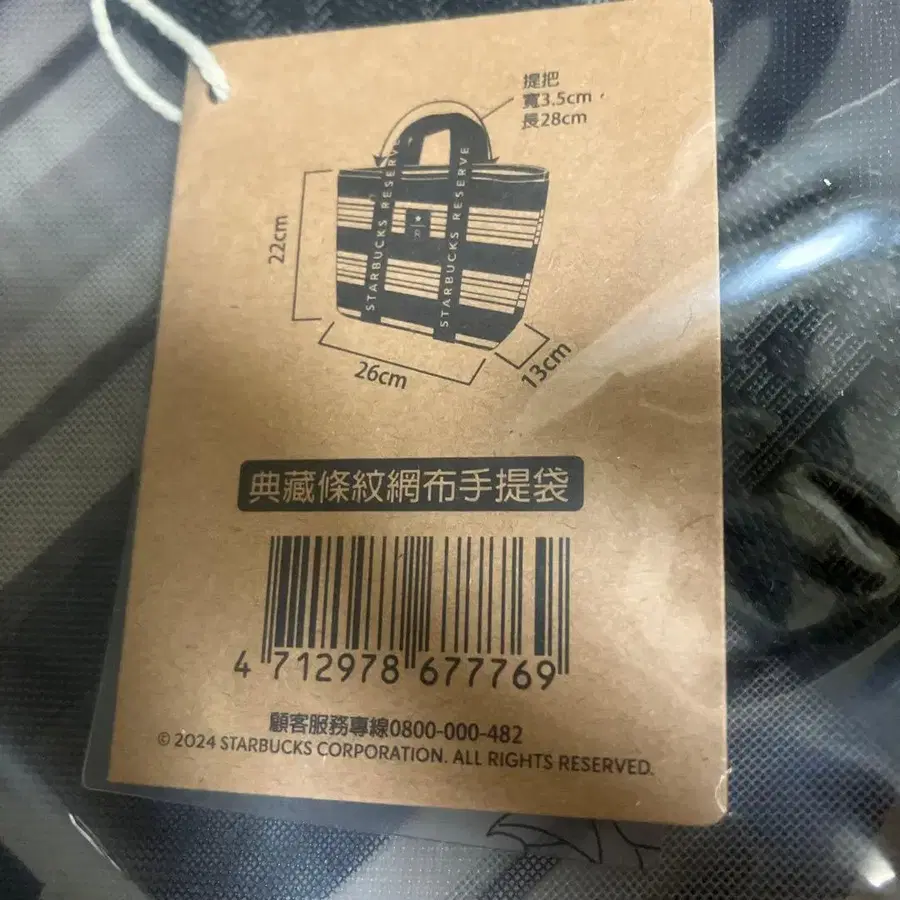 提把
寬3.5cm，
長28cm
22cm
STARBUCKS RESERVE
STARBUCKS RESERVE
26cm
13cm
典藏條紋網布手提袋
4 712978 677769
顧客服務專線0800-000-482
© 2024 STARBUCKS CORPORATION. ALL RIGHTS RESERVED.